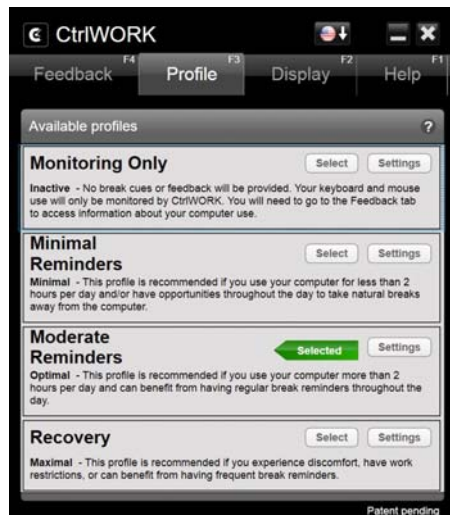 CtrlWORK
Feedback F4 Profile F3 Display F2 Help F1
Available profiles ?
Monitoring Only Select Settings
Inactive - No break cues or feedback will be provided. Your keyboard and mouse
use will only be monitored by CtrlWORK. You will need to go to the Feedback tab
to access information about your computer use.
Minimal
Reminders Select Settings
Minimal - This profile is recommended if you use your computer for less than 2
hours per day and/or have opportunities throughout the day to take natural breaks
away from the computer.
Moderate
Reminders Selected Settings
Optimal - This profile is recommended if you use your computer more than 2
hours per day and can benefit from having regular break reminders throughout the
day.
Recovery Select Settings
Maximal - This profile is recommended if you experience discomfort, have work
restrictions, or can benefit from having frequent break reminders.
Patent pending